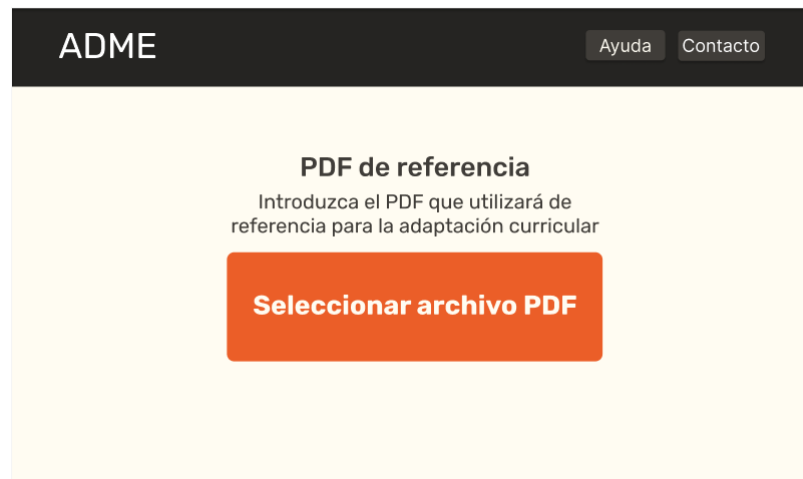 ADME
Ayuda
Contacto
PDF de referencia
Introduzca el PDF que utilizará de
referencia para la adaptación curricular
Seleccionar archivo PDF